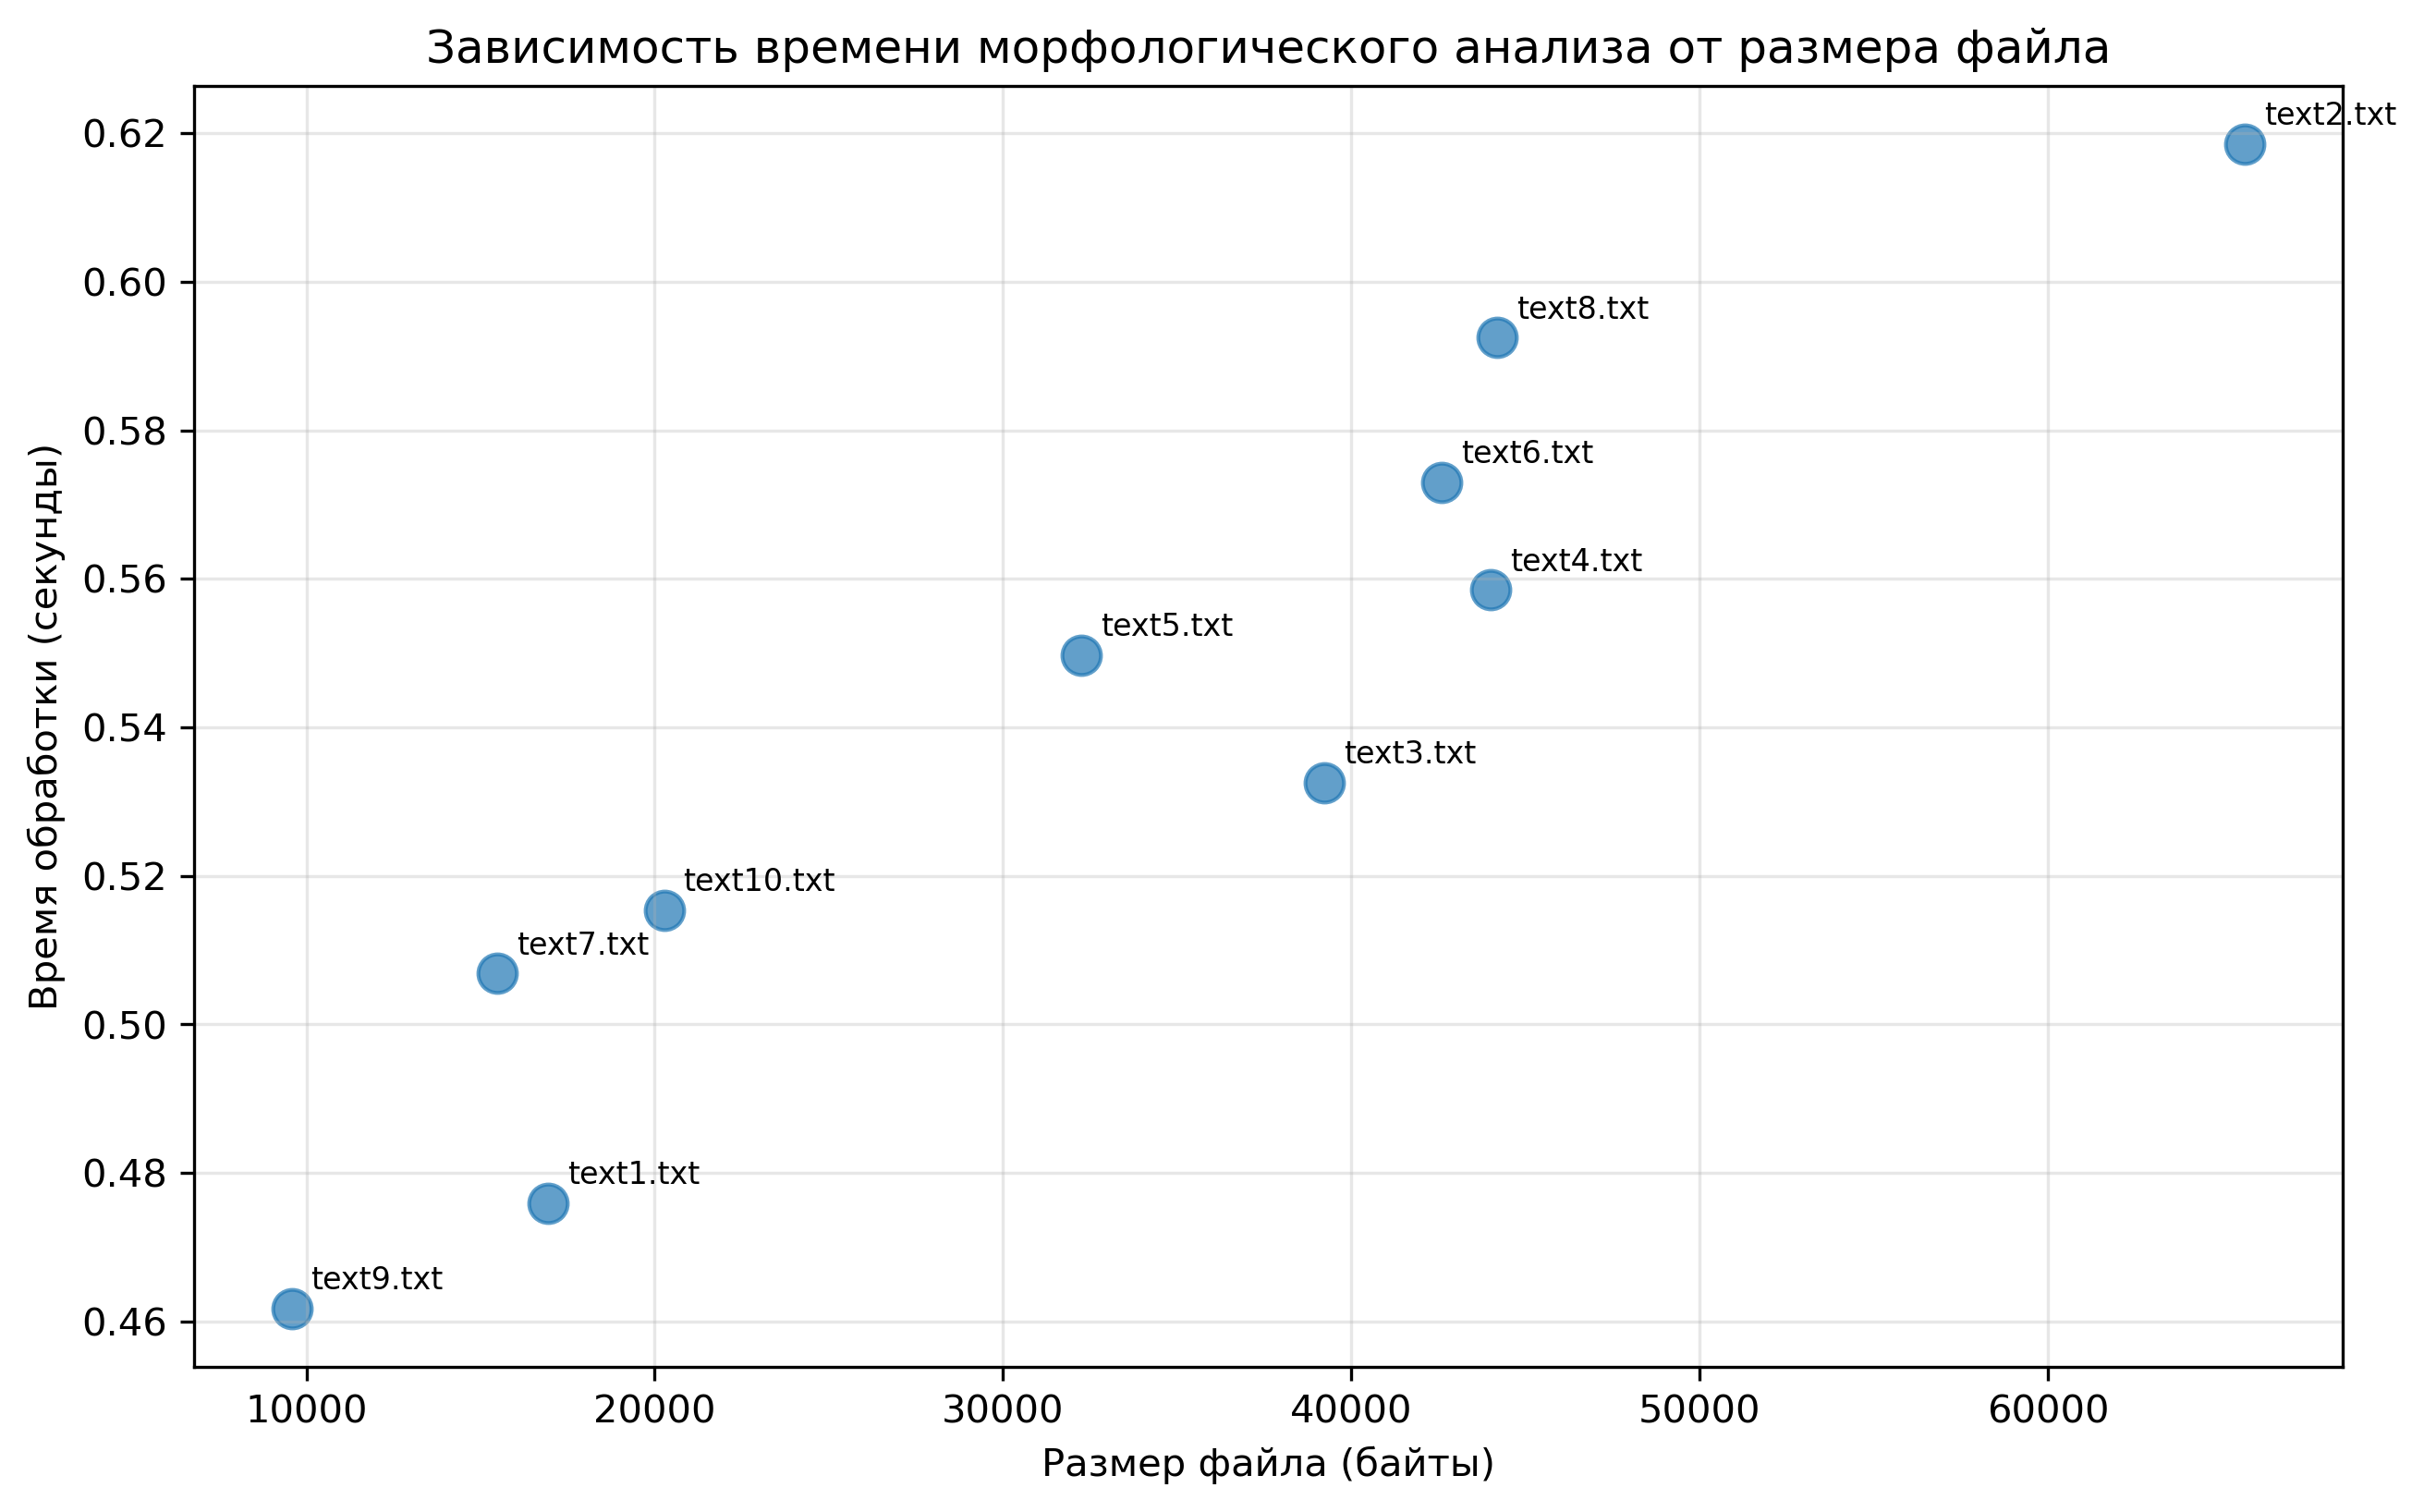 Зависимость времени морфологического анализа от размера файла
text2.txt
0.62
0.60
text8.txt
0.58
text6.txt
0.56
text4.txt
text5.txt
0.54
text3.txt
0.52
text10.txt
text7.txt
0.50
0.48
text1.txt
text9.txt
0.46
Время обработки (секунды)
10000 20000 30000 40000 50000 60000
Размер файла (байты)